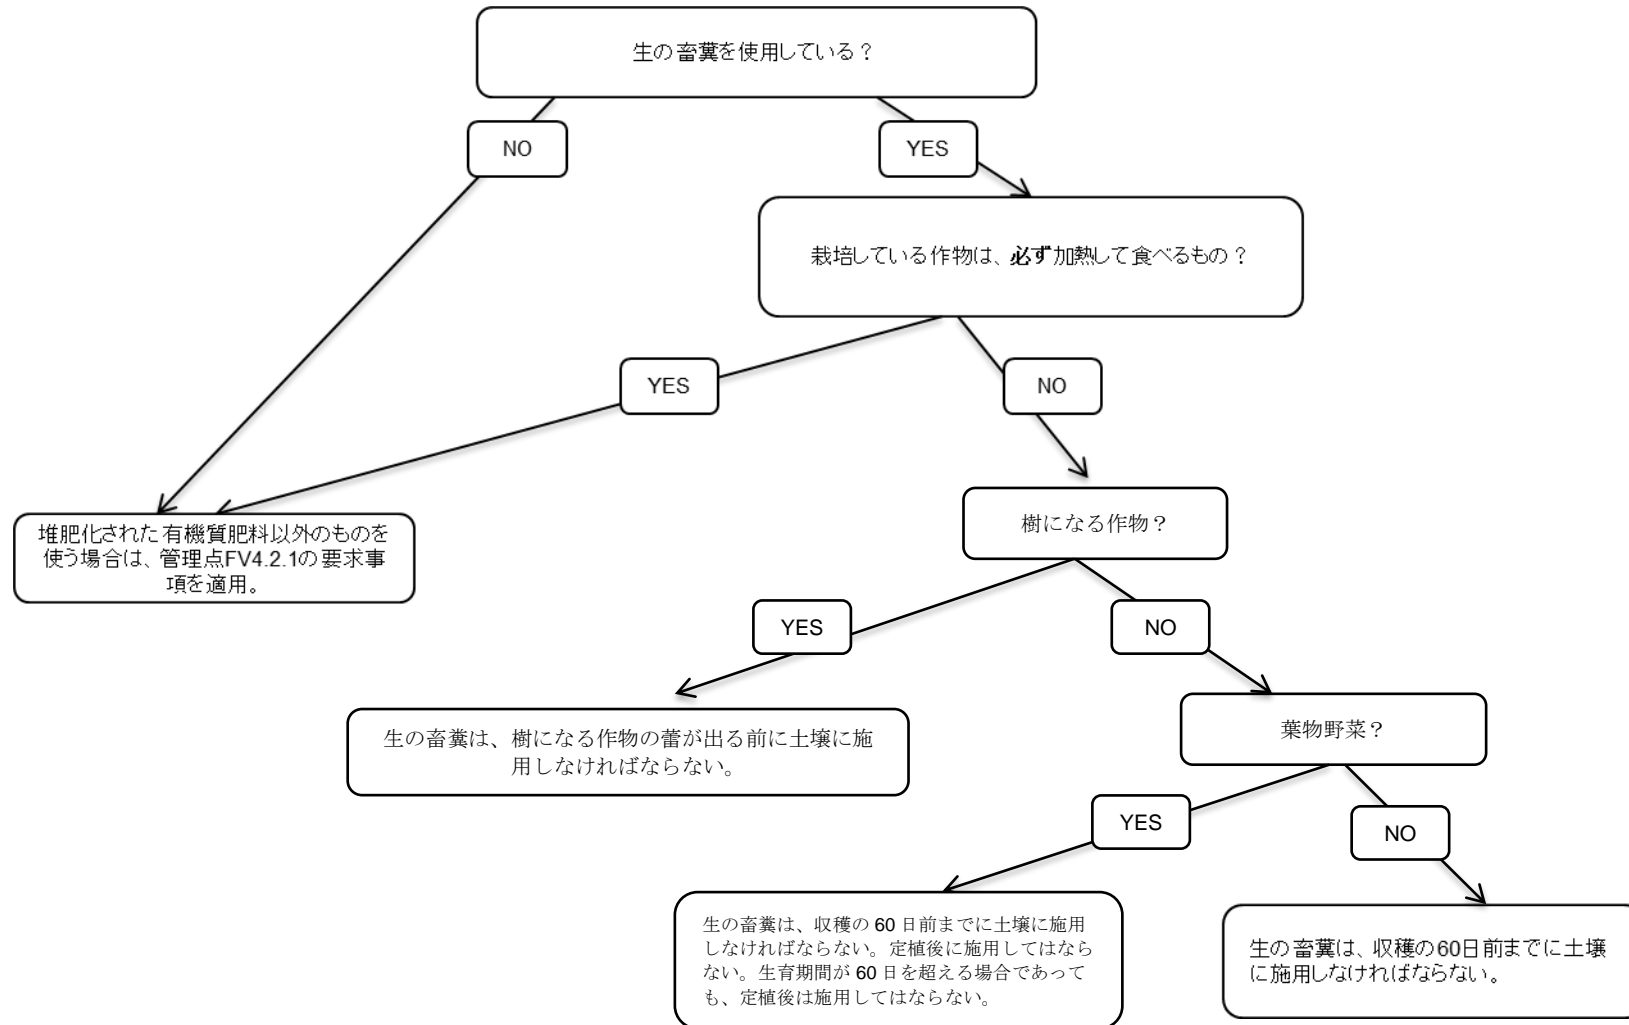 生の畜糞を使用している？
NO
YES
栽培している作物は、必ず加熱して食べるもの？
YES
NO
堆肥化された有機質肥料以外のものを
使う場合は、管理点FV4.2.1の要求事
項を適用。
樹になる作物？
YES
NO
生の畜糞は、樹になる作物の蕾が出る前に土壌に施
用しなければならない。
葉物野菜？
YES
NO
生の畜糞は、収穫の 60 日前までに土壌に施用
しなければならない。定植後に施用してはなら
ない。生育期間が 60 日を超える場合であって
も、定植後は施用してはならない。
生の畜糞は、収穫の60日前までに土壌
に施用しなければならない。